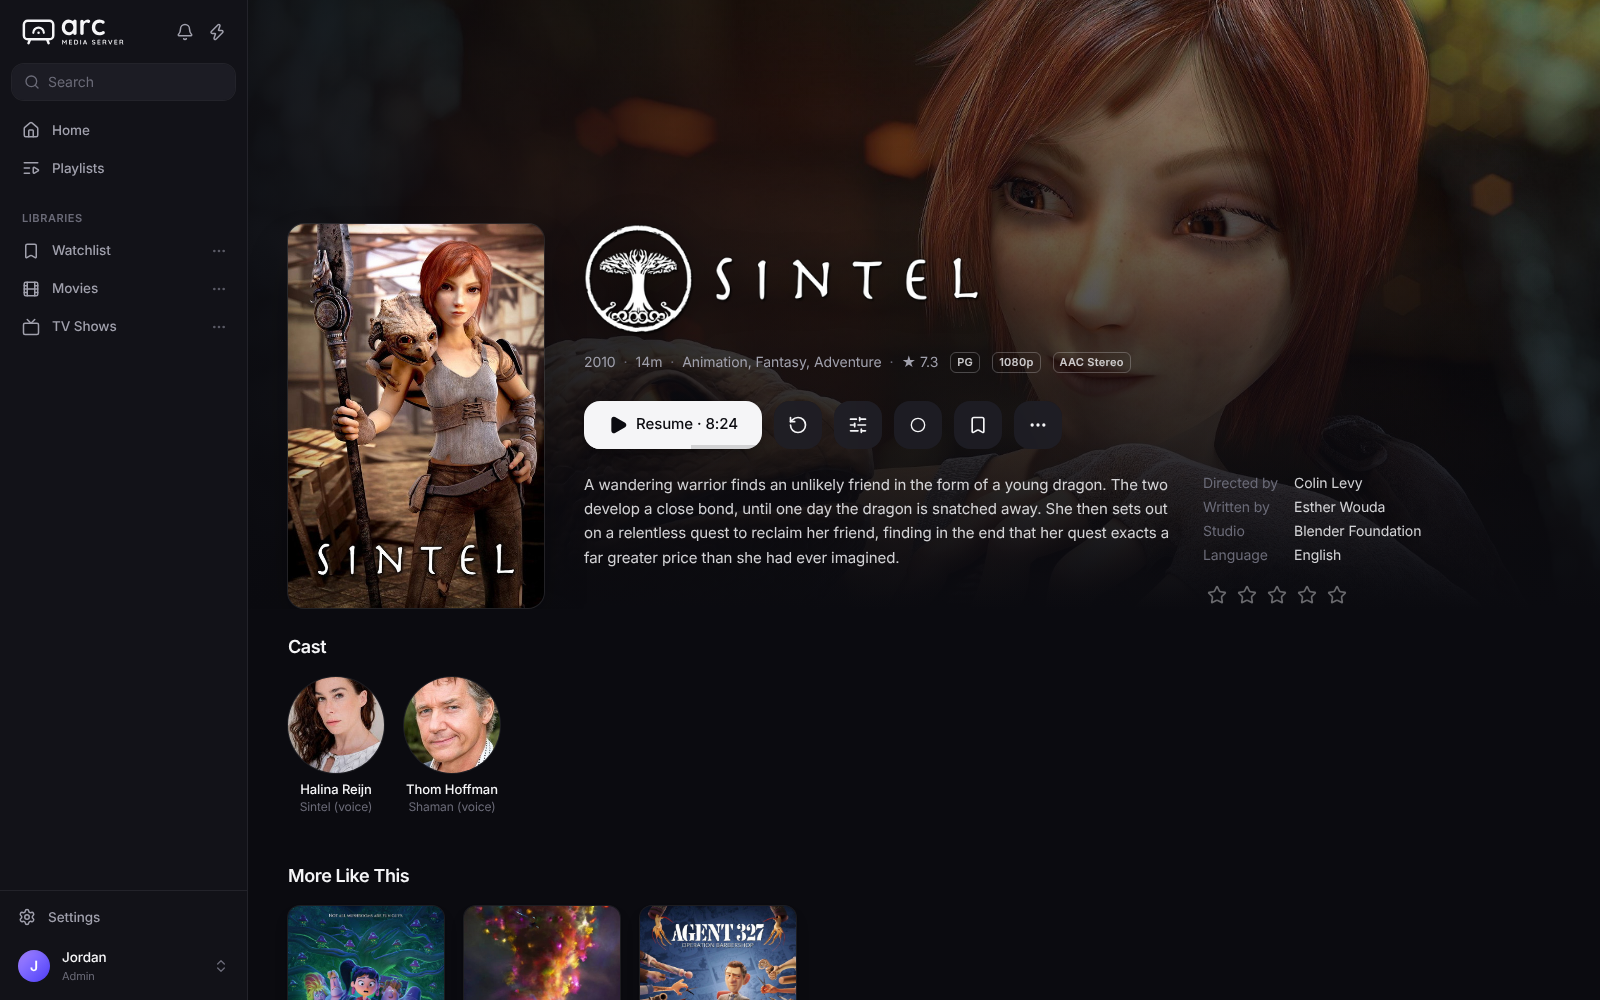 arc
MEDIA SERVER
Search
Home
Playlists
LIBRARIES
Watchlist
Movies
TV Shows
Settings
J
Jordan
Admin
SINTEL
SINTEL
2010 · 14m · Animation, Fantasy, Adventure · ★ 7.3 PG 1080p AAC Stereo
Resume · 8:24
A wandering warrior finds an unlikely friend in the form of a young dragon. The two
develop a close bond, until one day the dragon is snatched away. She then sets out
on a relentless quest to reclaim her friend, finding in the end that her quest exacts a
far greater price than she had ever imagined.
Directed by Colin Levy
Written by Esther Wouda
Studio Blender Foundation
Language English
Cast
Halina Reijn
Sintel (voice)
Thom Hoffman
Shaman (voice)
More Like This
AGENT 327
OPERATION BARBERSHOP